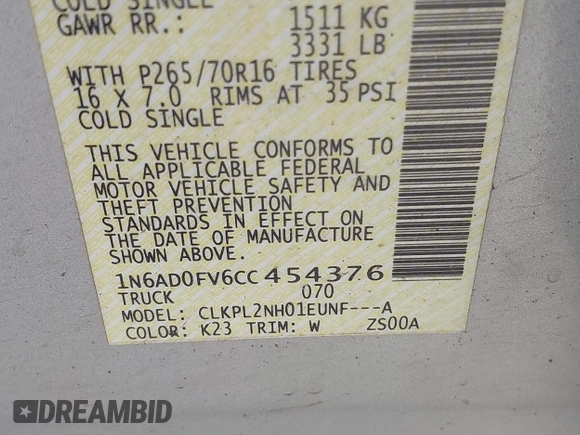 COLD SINGLE
GAWR RR.: 1511 KG
3331 LB
WITH P265/70R16 TIRES
16 X 7.0 RIMS AT 35 PSI
COLD SINGLE
THIS VEHICLE CONFORMS TO
ALL APPLICABLE FEDERAL
MOTOR VEHICLE SAFETY AND
THEFT PREVENTION
STANDARDS IN EFFECT ON
THE DATE OF MANUFACTURE
1N6AD0FV6CC454376
TRUCK 070
MODEL: CLKPL2NH01EUNF---A
COLOR: K23 TRIM: W ZS00A
DREAMBID